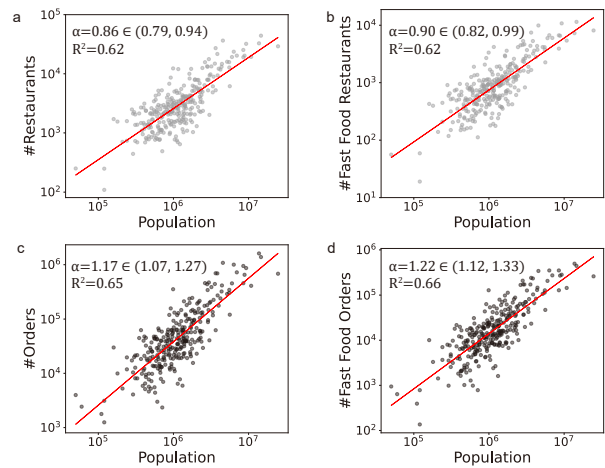 a
α=0.86 ∈ (0.79, 0.94)
R²=0.62
10⁵
10⁴
10³
10²
#Restaurants
10⁵
10⁶
10⁷
Population
b
α=0.90 ∈ (0.82, 0.99)
R²=0.62
10⁴
10³
10²
10¹
#Fast Food Restaurants
10⁵
10⁶
10⁷
Population
c
α=1.17 ∈ (1.07, 1.27)
R²=0.65
10⁶
10⁵
10⁴
10³
#Orders
10⁵
10⁶
10⁷
Population
d
α=1.22 ∈ (1.12, 1.33)
R²=0.66
10⁶
10⁵
10⁴
10³
10²
#Fast Food Orders
10⁵
10⁶
10⁷
Population